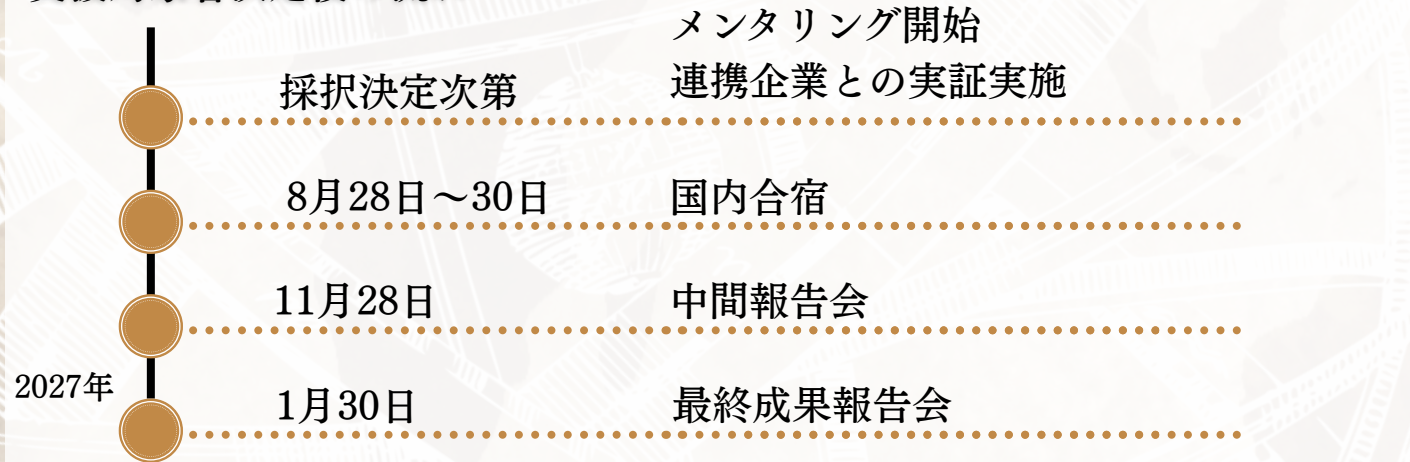 メンタリング開始
採択決定次第
連携企業との実証実施
8月28日〜30日 国内合宿
11月28日 中間報告会
2027年
1月30日 最終成果報告会